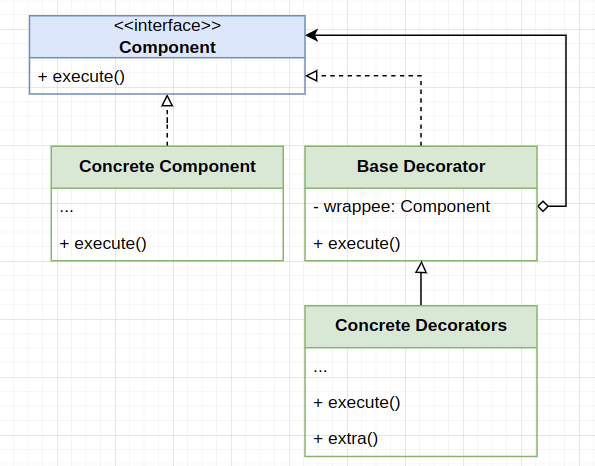 <<interface>>
Component
+ execute()
Concrete Component
...
+ execute()
Base Decorator
- wrappee: Component
+ execute()
Concrete Decorators
...
+ execute()
+ extra()